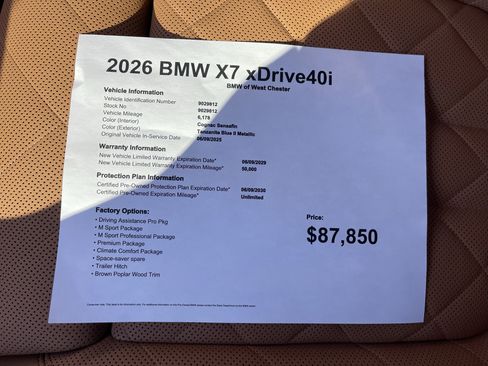 2026 BMW X7 xDrive40i
BMW of West Chester
Vehicle Information
Vehicle Identification Number 9029812
Stock No 9029812
Vehicle Mileage 6,178
Color (Interior) Cognac Sensafin
Color (Exterior) Tanzanite Blue II Metallic
Original Vehicle In-Service Date 06/09/2025
Warranty Information
New Vehicle Limited Warranty Expiration Date* 06/09/2029
New Vehicle Limited Warranty Expiration Mileage* 50,000
Protection Plan Information
Certified Pre-Owned Protection Plan Expiration Date* 06/09/2030
Certified Pre-Owned Expiration Mileage* Unlimited
Factory Options:
• Driving Assistance Pro Pkg
• M Sport Package
• M Sport Professional Package
• Premium Package
• Climate Comfort Package
• Space-saver spare
• Trailer Hitch
• Brown Poplar Wood Trim
Price:
$87,850